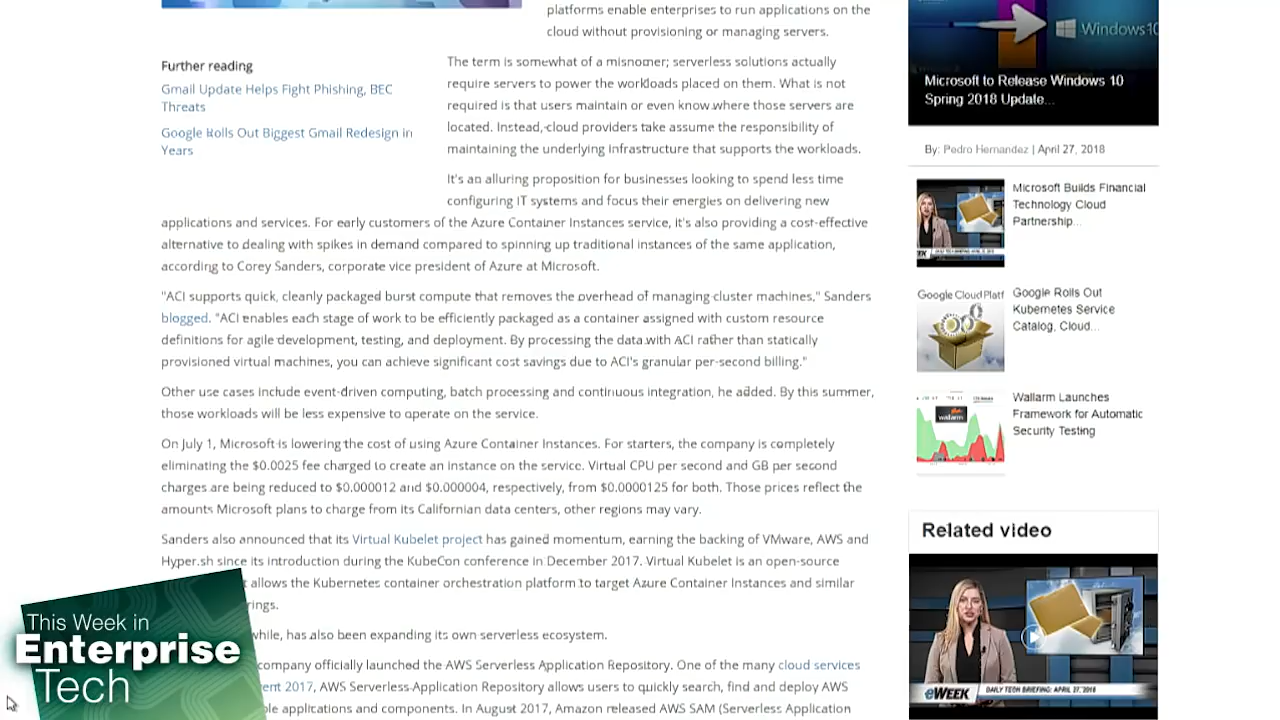 platforms enable enterprises to run applications on the
cloud without provisioning or managing servers.
Further reading
Gmail Update Helps Fight Phishing, BEC
Threats
Google Rolls Out Biggest Gmail Redesign in
Years
The term is somewhat of a misnomer; serverless solutions actually
require servers to power the workloads placed on them. What is not
required is that users maintain or even know where those servers are
located. Instead, cloud providers take assume the responsibility of
maintaining the underlying infrastructure that supports the workloads.
It's an alluring proposition for businesses looking to spend less time
configuring IT systems and focus their energies on delivering new
applications and services. For early customers of the Azure Container Instances service, it's also providing a cost-effective
alternative to dealing with spikes in demand compared to spinning up traditional instances of the same application,
according to Corey Sanders, corporate vice president of Azure at Microsoft.
"ACI supports quick, cleanly packaged burst compute that removes the overhead of managing cluster machines," Sanders
blogged. "ACI enables each stage of work to be efficiently packaged as a container assigned with custom resource
definitions for agile development, testing, and deployment. By processing the data with ACI rather than statically
provisioned virtual machines, you can achieve significant cost savings due to ACI's granular per-second billing."
Other use cases include event-driven computing, batch processing and continuous integration, he added. By this summer,
those workloads will be less expensive to operate on the service.
On July 1, Microsoft is lowering the cost of using Azure Container Instances. For starters, the company is completely
eliminating the $0.0025 fee charged to create an instance on the service. Virtual CPU per second and GB per second
charges are being reduced to $0.000012 and $0.000004, respectively, from $0.0000125 for both. Those prices reflect the
amounts Microsoft plans to charge from its Californian data centers, other regions may vary.
Sanders also announced that its Virtual Kubelet project has gained momentum, earning the backing of VMware, AWS and
Hyper.sh since its introduction during the KubeCon conference in December 2017. Virtual Kubelet is an open-source
allows the Kubernetes container orchestration platform to target Azure Container Instances and similar
rings.
while, has also been expanding its own serverless ecosystem.
company officially launched the AWS Serverless Application Repository. One of the many cloud services
ent 2017, AWS Serverless Application Repository allows users to quickly search, find and deploy AWS
ole applications and components. In August 2017, Amazon released AWS SAM (Serverless Application
This Week in
Enterprise
Tech
Windows 10
Microsoft to Release Windows 10
Spring 2018 Update...
By: Pedro Hernandez | April 27, 2018
Microsoft Builds Financial
Technology Cloud
Partnership...
Google Cloud Platf
Google Rolls Out
Kubernetes Service
Catalog, Cloud...
wallarm
Wallarm Launches
Framework for Automatic
Security Testing
Related video
eWEEK
DAILY TECH BRIEFING: APRIL 27, 2018